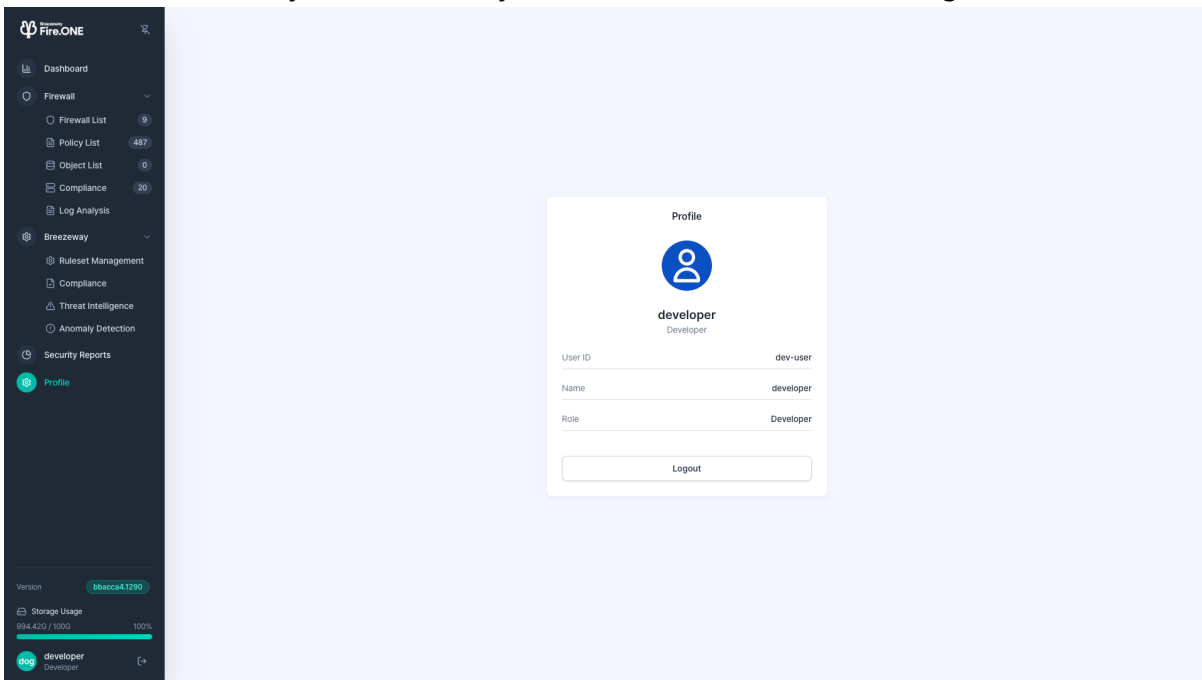 Breezeway
Fire.ONE
Dashboard
Firewall
Firewall List 9
Policy List 487
Object List 0
Compliance 20
Log Analysis
Breezeway
Ruleset Management
Compliance
Threat Intelligence
Anomaly Detection
Security Reports
Profile
Version bbacca4.1290
Storage Usage
994.42G / 100G 100%
dog
developer
Developer
Profile
developer
Developer
User ID dev-user
Name developer
Role Developer
Logout